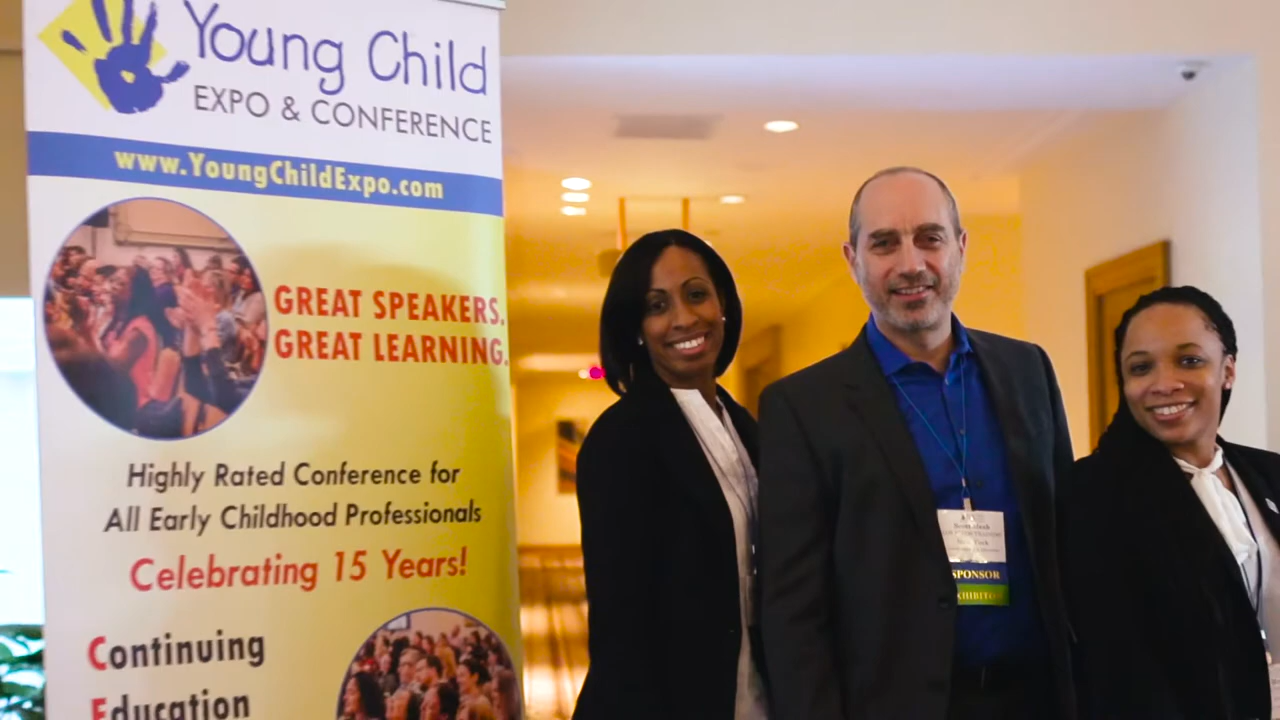 Young Child
EXPO & CONFERENCE
www.YoungChildExpo.com
GREAT SPEAKERS.
GREAT LEARNING.
Highly Rated Conference for
All Early Childhood Professionals
Celebrating 15 Years!
Continuing
Education
SPONSOR